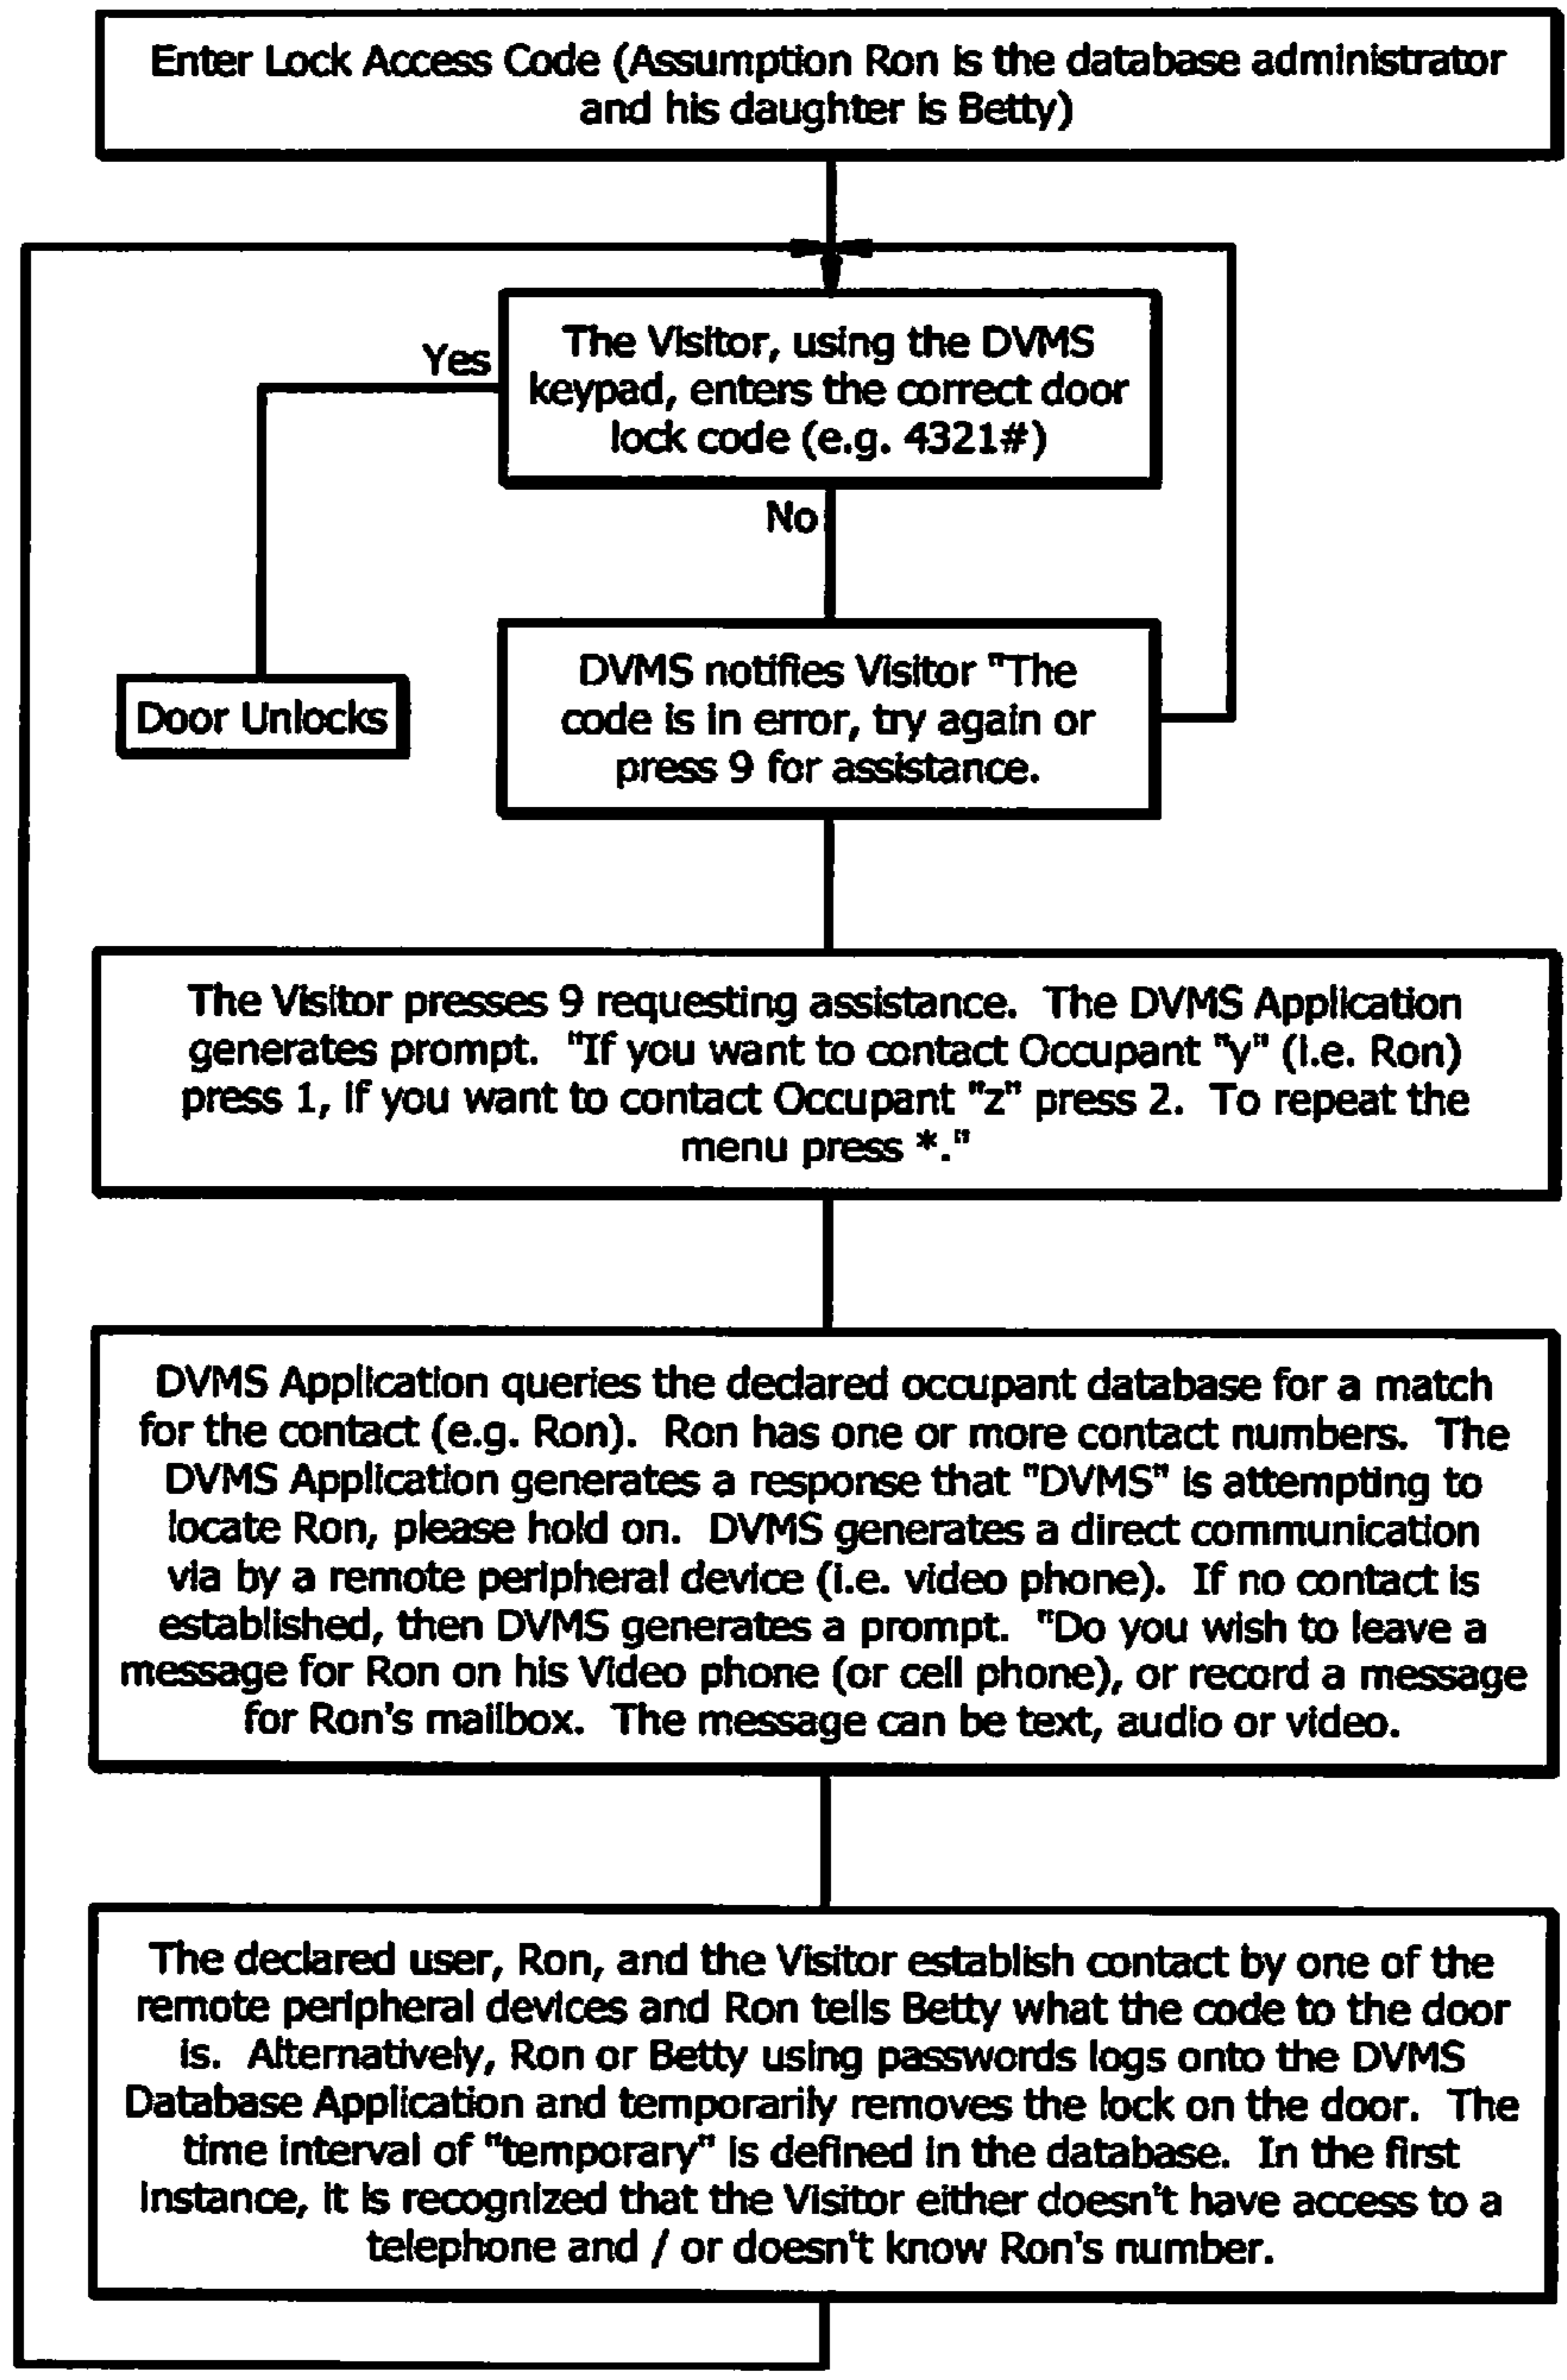 Enter Lock Access Code (Assumption Ron is the database administrator
and his daughter is Betty)
Yes
The Visitor, using the DVMS
keypad, enters the correct door
lock code (e.g. 4321#)
No
Door Unlocks
DVMS notifies Visitor "The
code is in error, try again or
press 9 for assistance.
The Visitor presses 9 requesting assistance. The DVMS Application
generates prompt. "If you want to contact Occupant "y" (i.e. Ron)
press 1, if you want to contact Occupant "z" press 2. To repeat the
menu press *."
DVMS Application queries the declared occupant database for a match
for the contact (e.g. Ron). Ron has one or more contact numbers. The
DVMS Application generates a response that "DVMS" is attempting to
locate Ron, please hold on. DVMS generates a direct communication
via by a remote peripheral device (i.e. video phone). If no contact is
established, then DVMS generates a prompt. "Do you wish to leave a
message for Ron on his Video phone (or cell phone), or record a message
for Ron's mailbox. The message can be text, audio or video.
The declared user, Ron, and the Visitor establish contact by one of the
remote peripheral devices and Ron tells Betty what the code to the door
is. Alternatively, Ron or Betty using passwords logs onto the DVMS
Database Application and temporarily removes the lock on the door. The
time interval of "temporary" is defined in the database. In the first
instance, it is recognized that the Visitor either doesn't have access to a
telephone and / or doesn't know Ron's number.